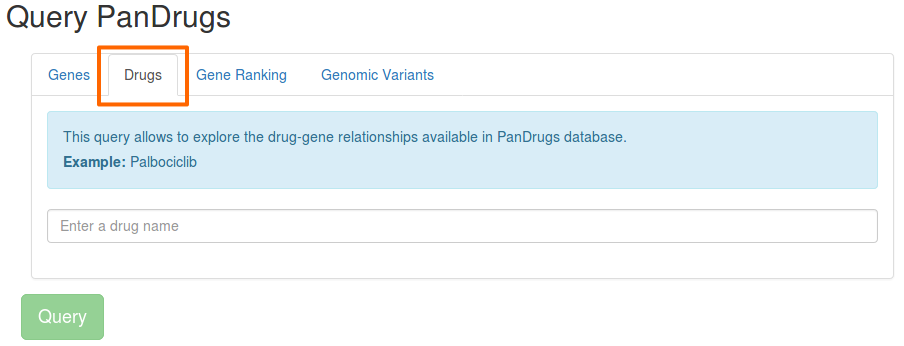 Query PanDrugs
Genes Drugs Gene Ranking Genomic Variants
This query allows to explore the drug-gene relationships available in PanDrugs database.
Example: Palbociclib
Enter a drug name
Query